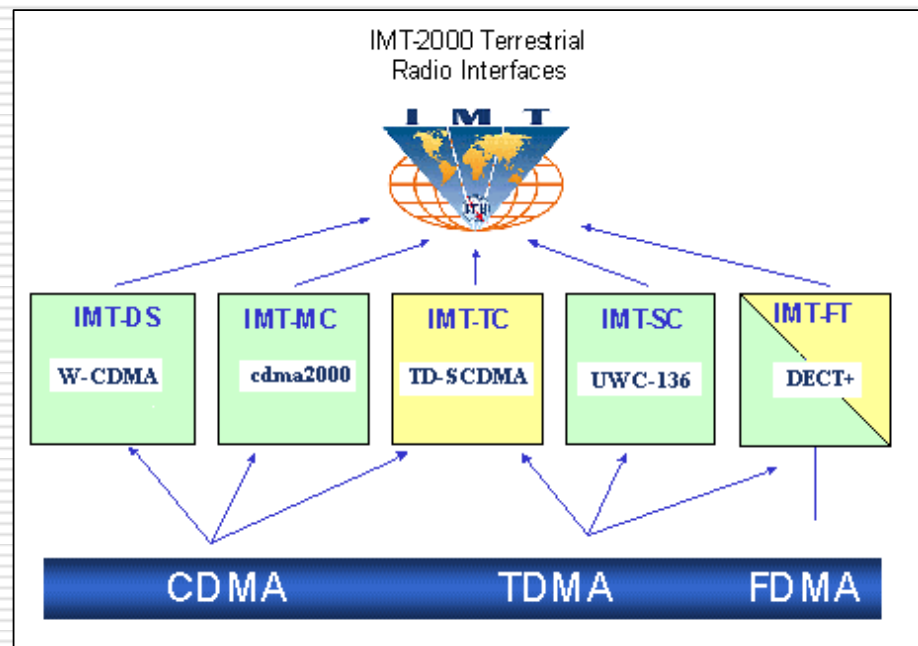 IMT-2000 Terrestrial
Radio Interfaces
I M T
ITU
IMT-DS
IMT-MC
IMT-TC
IMT-SC
IMT-FT
W-CDMA
cdma2000
TD-SCDMA
UWC-136
DECT+
CDMA
TDMA
FDMA